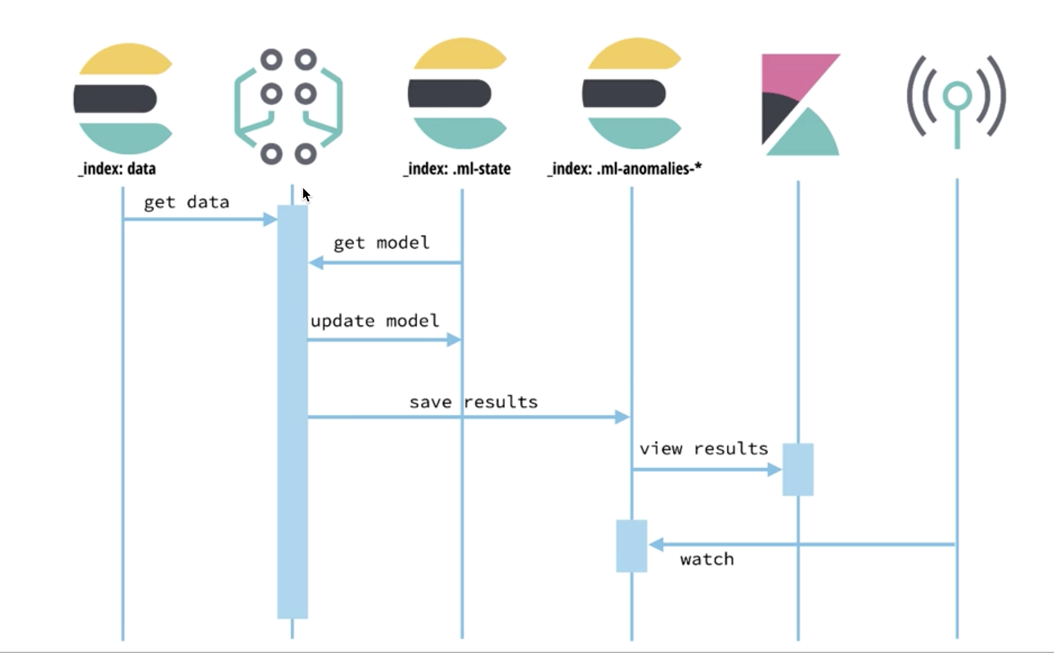 _index: data
_index: .ml-state
_index: .ml-anomalies-*
get data
get model
update model
save results
view results
watch